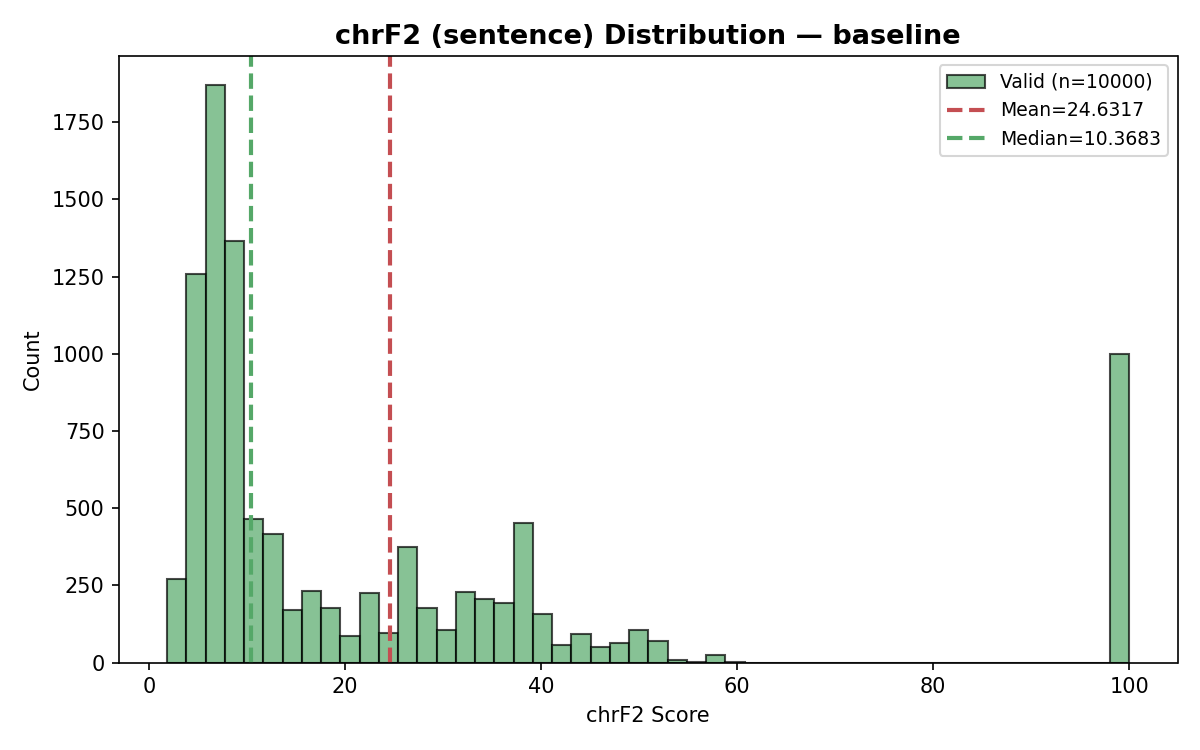 chrF2 (sentence) Distribution — baseline
Valid (n=10000)
Mean=24.6317
Median=10.3683
Count
1750
1500
1250
1000
750
500
250
0
0 20 40 60 80 100
chrF2 Score